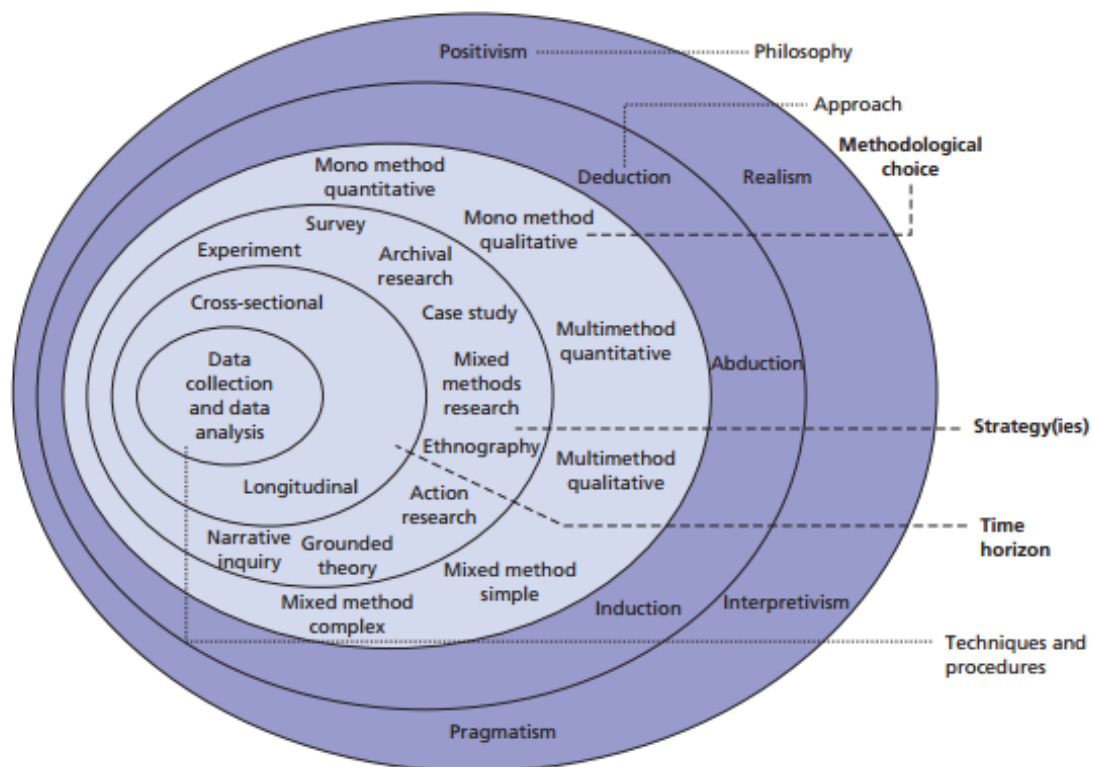 Positivism
Philosophy
Approach
Methodological
choice
Mono method
quantitative
Deduction
Realism
Mono method
qualitative
Survey
Experiment
Archival
research
Cross-sectional
Case study
Multimethod
quantitative
Data
collection
and data
analysis
Mixed
methods
research
Abduction
Strategy(ies)
Ethnography
Multimethod
qualitative
Longitudinal
Action
research
Time
horizon
Narrative
inquiry
Grounded
theory
Mixed method
simple
Mixed method
complex
Induction
Interpretivism
Techniques and
procedures
Pragmatism